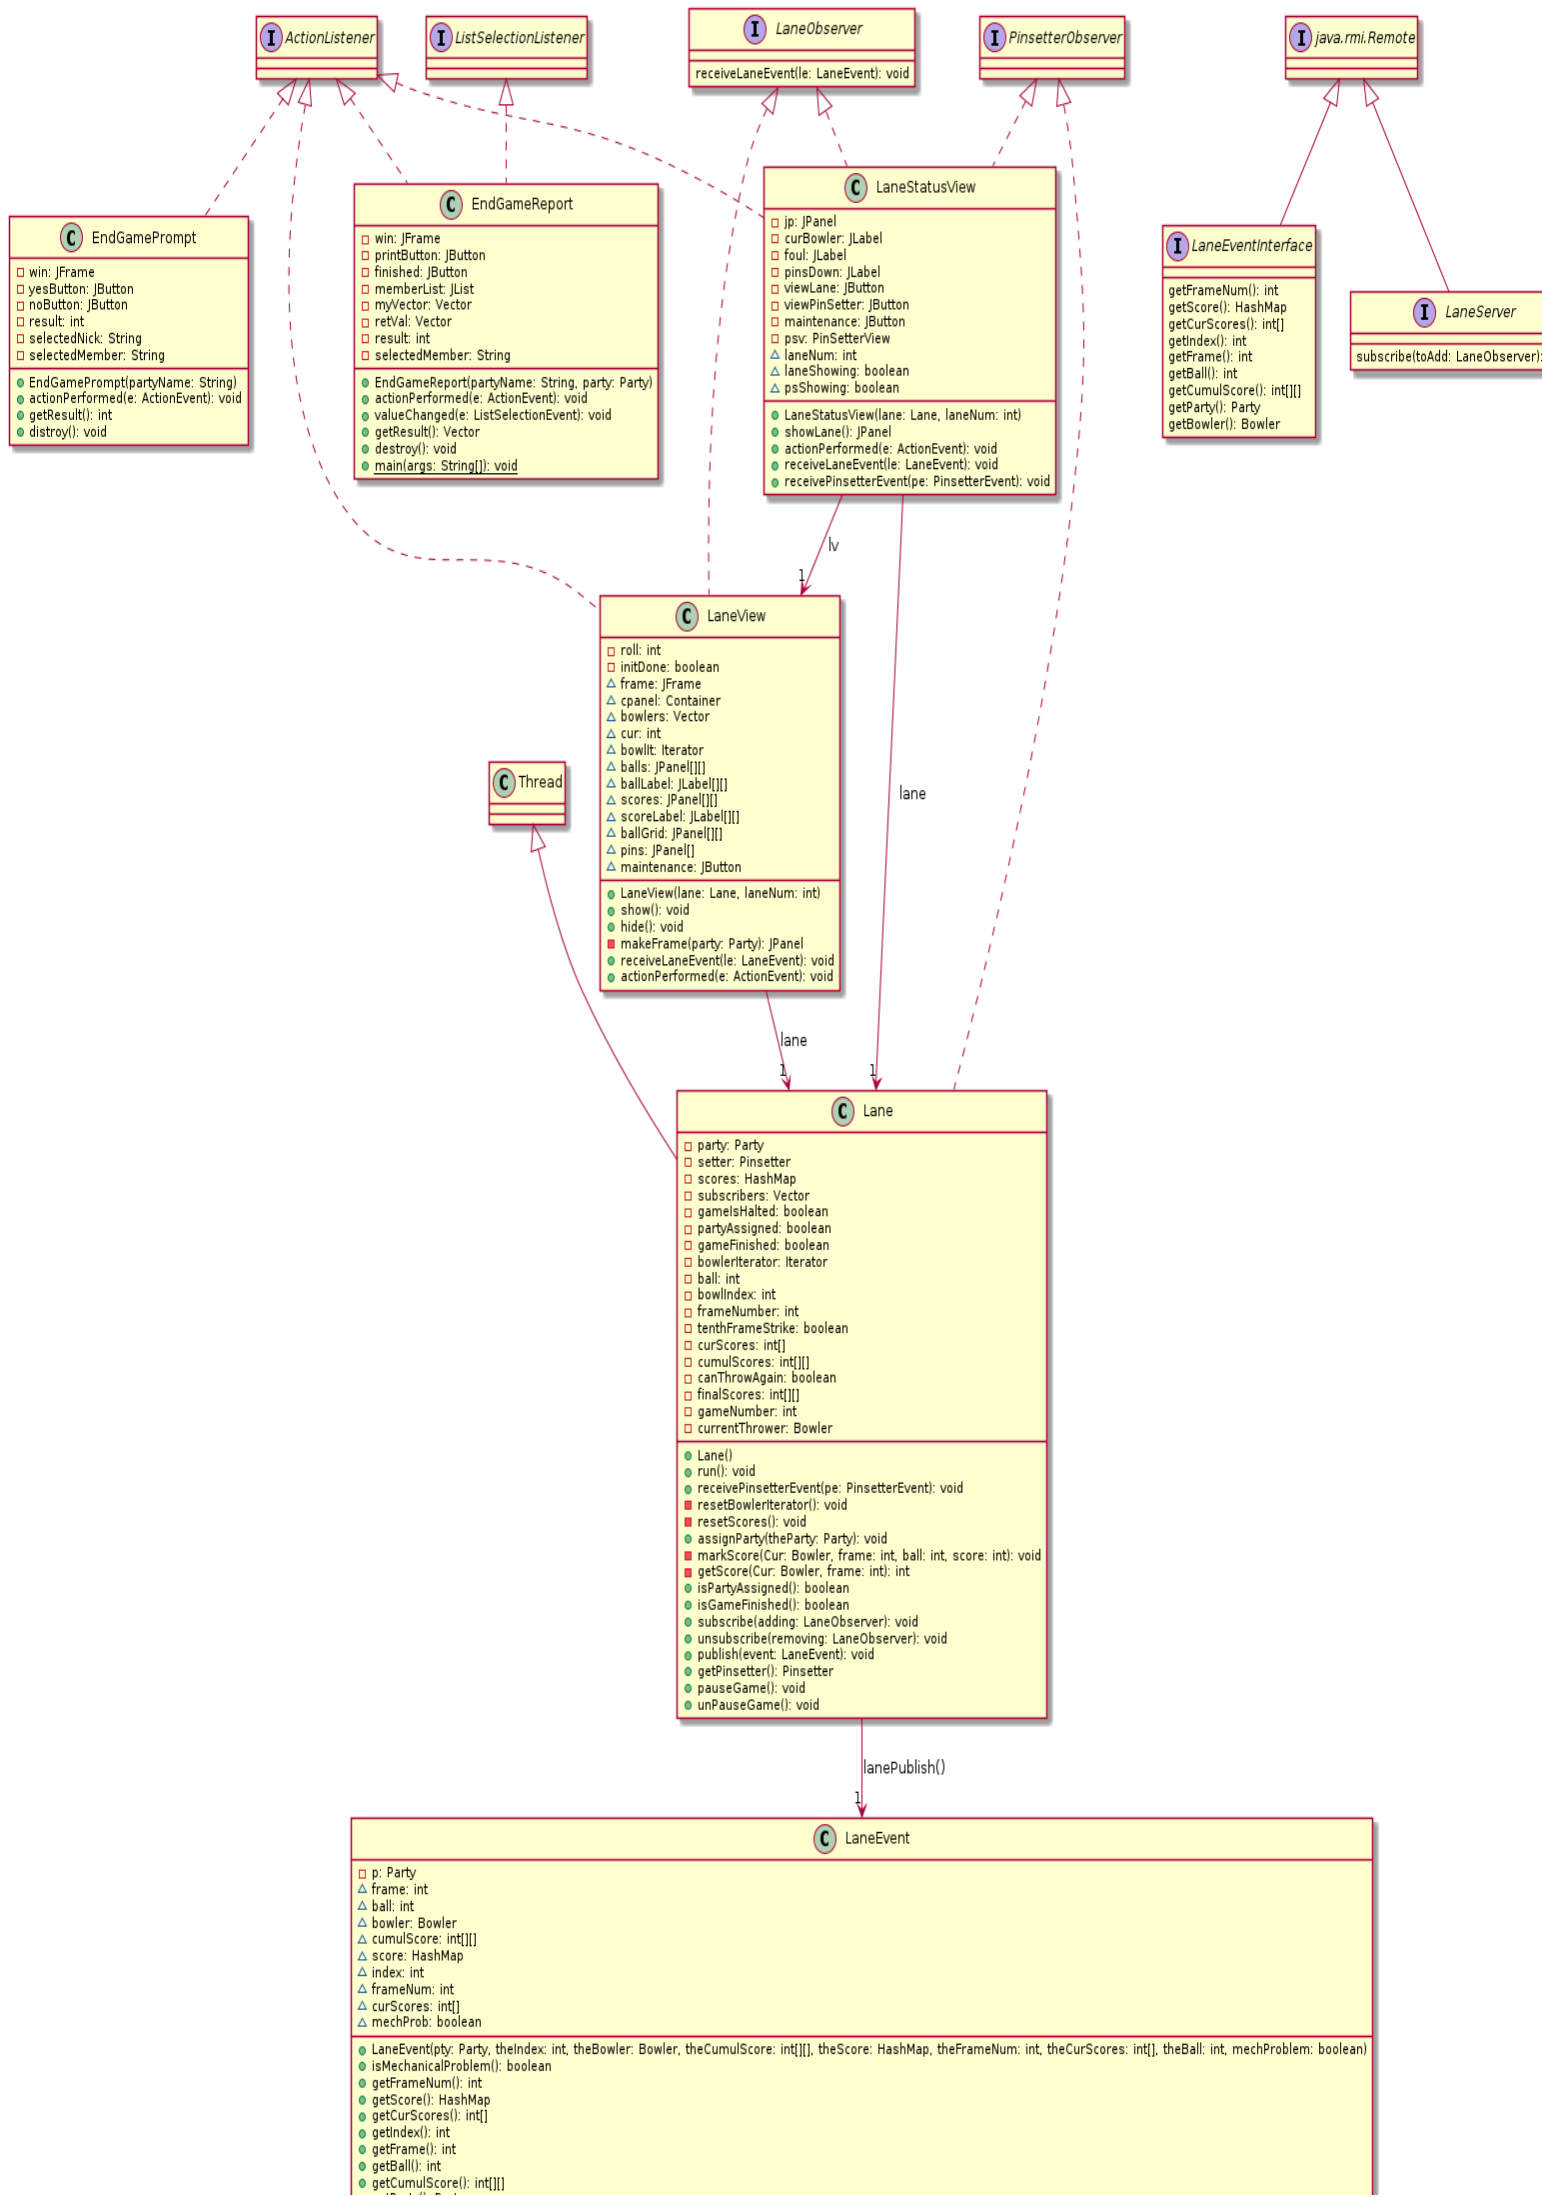 I ActionListener
I ListSelectionListener
I LaneObserver
receiveLaneEvent(le: LaneEvent): void
I PinsetterObserver
I java.rmi.Remote
C EndGamePrompt
win: JFrame
yesButton: JButton
noButton: JButton
result: int
selectedNick: String
selectedMember: String
EndGamePrompt(partyName: String)
actionPerformed(e: ActionEvent): void
getResult(): int
distroy(): void
C EndGameReport
win: JFrame
printButton: JButton
finished: JButton
memberList: JList
myVector: Vector
retVal: Vector
result: int
selectedMember: String
EndGameReport(partyName: String, party: Party)
actionPerformed(e: ActionEvent): void
valueChanged(e: ListSelectionEvent): void
getResult(): Vector
destroy(): void
main(args: String[]): void
C LaneStatusView
jp: JPanel
curBowler: JLabel
foul: JLabel
pinsDown: JLabel
viewLane: JButton
viewPinSetter: JButton
maintenance: JButton
psv: PinSetterView
laneNum: int
laneShowing: boolean
psShowing: boolean
LaneStatusView(lane: Lane, laneNum: int)
showLane(): JPanel
actionPerformed(e: ActionEvent): void
receiveLaneEvent(le: LaneEvent): void
receivePinsetterEvent(pe: PinsetterEvent): void
I LaneEventInterface
getFrameNum(): int
getScore(): HashMap
getCurScores(): int[]
getIndex(): int
getFrame(): int
getBall(): int
getCumulScore(): int[][]
getParty(): Party
getBowler(): Bowler
I LaneServer
subscribe(toAdd: LaneObserver):
lv
1
C LaneView
roll: int
initDone: boolean
frame: JFrame
cpanel: Container
bowlers: Vector
cur: int
bowlIt: Iterator
balls: JPanel[][]
ballLabel: JLabel[][]
scores: JPanel[][]
scoreLabel: JLabel[][]
ballGrid: JPanel[][]
pins: JPanel[]
maintenance: JButton
LaneView(lane: Lane, laneNum: int)
show(): void
hide(): void
makeFrame(party: Party): JPanel
receiveLaneEvent(le: LaneEvent): void
actionPerformed(e: ActionEvent): void
C Thread
lane
lane
1
1
C Lane
party: Party
setter: Pinsetter
scores: HashMap
subscribers: Vector
gameIsHalted: boolean
partyAssigned: boolean
gameFinished: boolean
bowlerIterator: Iterator
ball: int
bowlIndex: int
frameNumber: int
tenthFrameStrike: boolean
curScores: int[]
cumulScores: int[][]
canThrowAgain: boolean
finalScores: int[][]
gameNumber: int
currentThrower: Bowler
Lane()
run(): void
receivePinsetterEvent(pe: PinsetterEvent): void
resetBowlerIterator(): void
resetScores(): void
assignParty(theParty: Party): void
markScore(Cur: Bowler, frame: int, ball: int, score: int): void
getScore(Cur: Bowler, frame: int): int
isPartyAssigned(): boolean
isGameFinished(): boolean
subscribe(adding: LaneObserver): void
unsubscribe(removing: LaneObserver): void
publish(event: LaneEvent): void
getPinsetter(): Pinsetter
pauseGame(): void
unPauseGame(): void
lanePublish()
1
C LaneEvent
p: Party
frame: int
ball: int
bowler: Bowler
cumulScore: int[][]
score: HashMap
index: int
frameNum: int
curScores: int[]
mechProb: boolean
LaneEvent(pty: Party, theIndex: int, theBowler: Bowler, theCumulScore: int[][], theScore: HashMap, theFrameNum: int, theCurScores: int[], theBall: int, mechProblem: boolean)
isMechanicalProblem(): boolean
getFrameNum(): int
getScore(): HashMap
getCurScores(): int[]
getIndex(): int
getFrame(): int
getBall(): int
getCumulScore(): int[][]